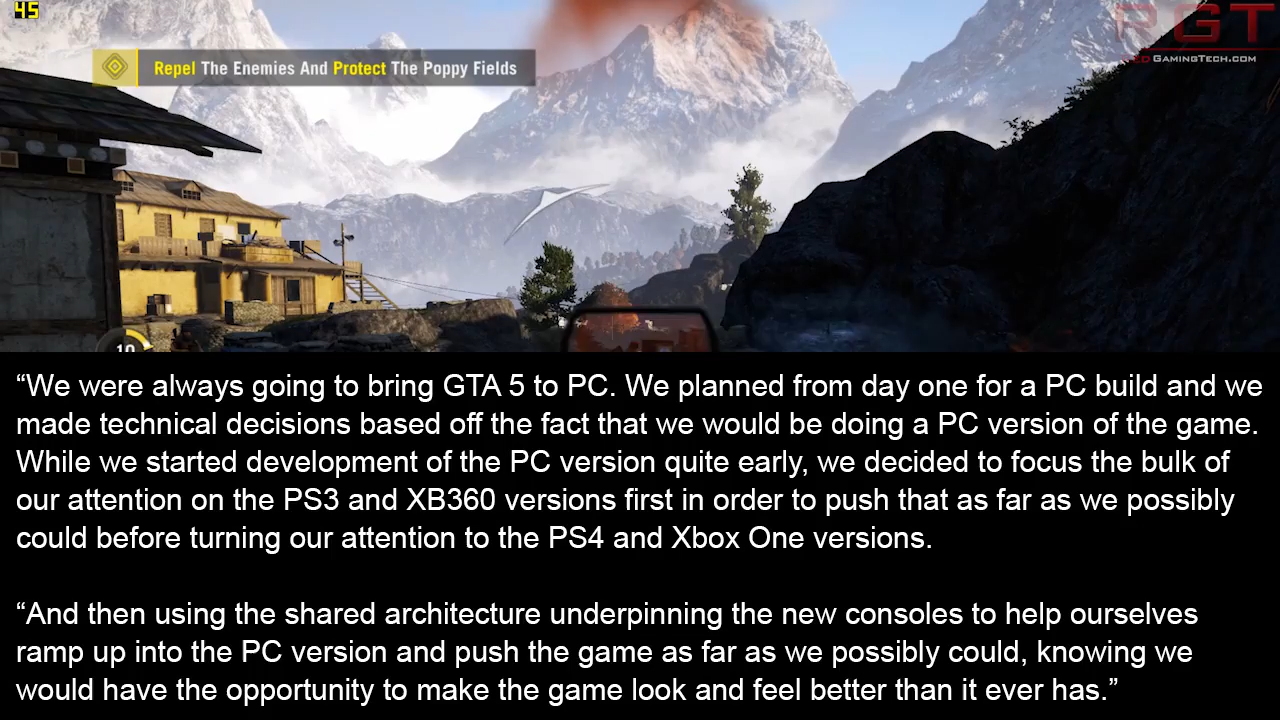 45
RGT
REDGAMINGTECH.COM
Repel The Enemies And Protect The Poppy Fields
10
“We were always going to bring GTA 5 to PC. We planned from day one for a PC build and we
made technical decisions based off the fact that we would be doing a PC version of the game.
While we started development of the PC version quite early, we decided to focus the bulk of
our attention on the PS3 and XB360 versions first in order to push that as far as we possibly
could before turning our attention to the PS4 and Xbox One versions.
“And then using the shared architecture underpinning the new consoles to help ourselves
ramp up into the PC version and push the game as far as we possibly could, knowing we
would have the opportunity to make the game look and feel better than it ever has.”